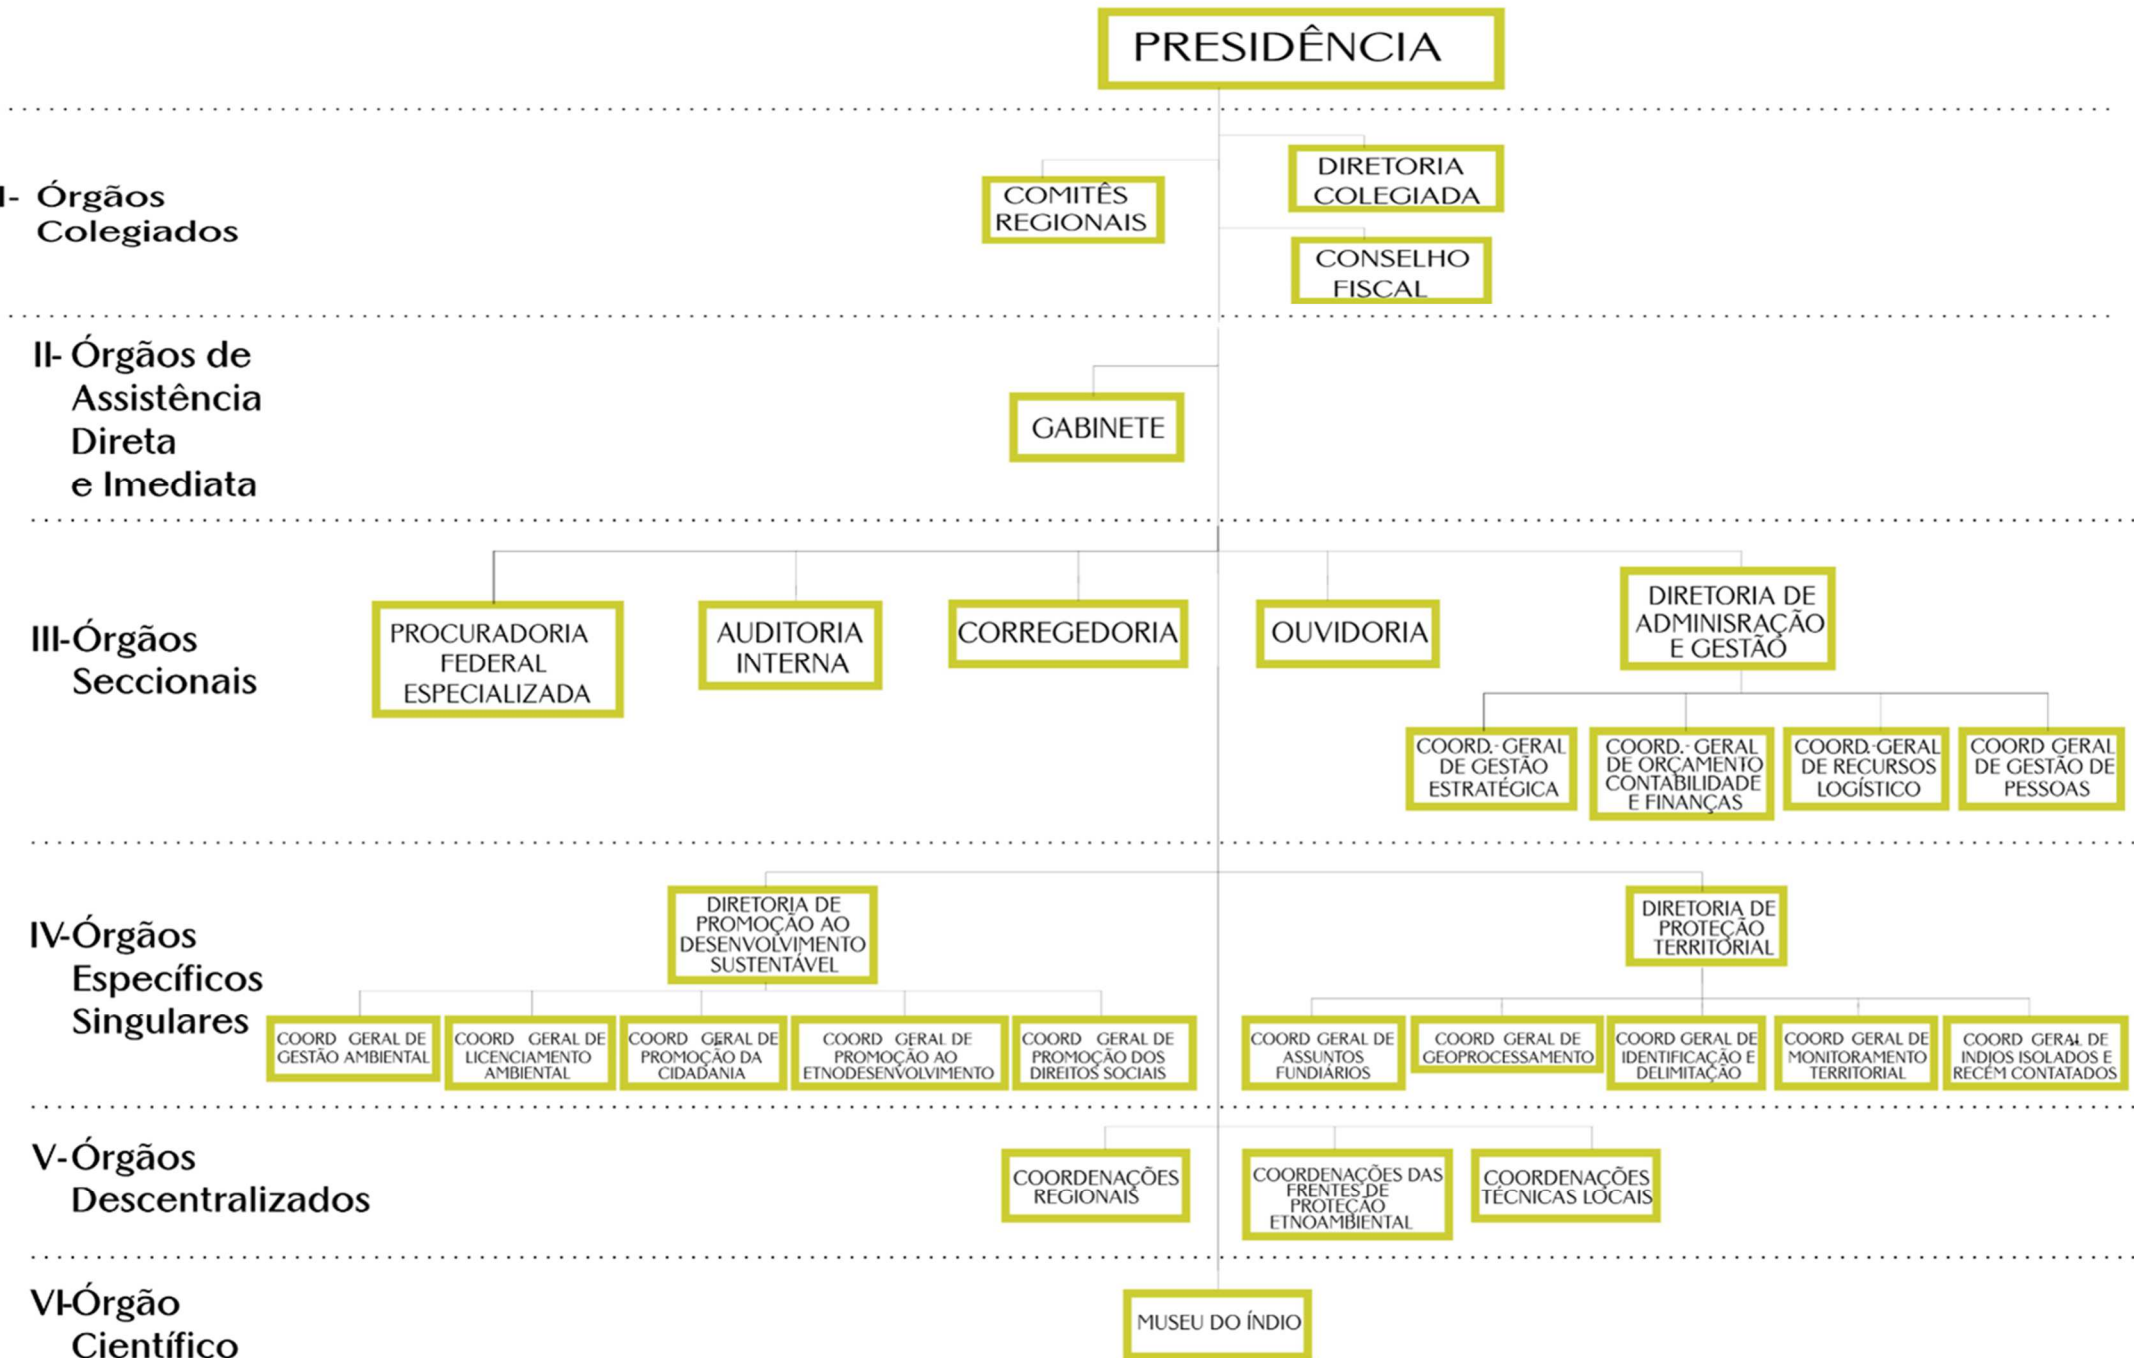 PRESIDÊNCIA
I- Órgãos
Colegiados
COMITÊS
REGIONAIS
DIRETORIA
COLEGIADA
CONSELHO
FISCAL
II- Órgãos de
Assistência
Direta
e Imediata
GABINETE
III-Órgãos
Seccionais
PROCURADORIA
FEDERAL
ESPECIALIZADA
AUDITORIA
INTERNA
CORREGEDORIA
OUVIDORIA
DIRETORIA DE
ADMINISRAÇÃO
E GESTÃO
COORD.-GERAL
DE GESTÃO
ESTRATÉGICA
COORD.-GERAL
DE ORÇAMENTO
CONTABILIDADE
E FINANÇAS
COORD.-GERAL
DE RECURSOS
LOGÍSTICO
COORD GERAL
DE GESTÃO DE
PESSOAS
IV-Órgãos
Específicos
Singulares
DIRETORIA DE
PROMOÇÃO AO
DESENVOLVIMENTO
SUSTENTÁVEL
DIRETORIA DE
PROTEÇÃO
TERRITORIAL
COORD GERAL DE
GESTÃO AMBIENTAL
COORD GERAL DE
LICENCIAMENTO
AMBIENTAL
COORD GERAL DE
PROMOÇÃO DA
CIDADANIA
COORD GERAL DE
PROMOÇÃO AO
ETNODESENVOLVIMENTO
COORD GERAL DE
PROMOÇÃO DOS
DIREITOS SOCIAIS
COORD GERAL DE
ASSUNTOS
FUNDIÁRIOS
COORD GERAL DE
GEOPROCESSAMENTO
COORD GERAL DE
IDENTIFICAÇÃO E
DELIMITAÇÃO
COORD GERAL DE
MONITORAMENTO
TERRITORIAL
COORD GERAL DE
INDIOS ISOLADOS E
RECÉM CONTATADOS
V-Órgãos
Descentralizados
COORDENAÇÕES
REGIONAIS
COORDENAÇÕES DAS
FRENTES DE
PROTEÇÃO
ETNOAMBIENTAL
COORDENAÇÕES
TÉCNICAS LOCAIS
VI-Órgão
Científico
MUSEU DO ÍNDIO